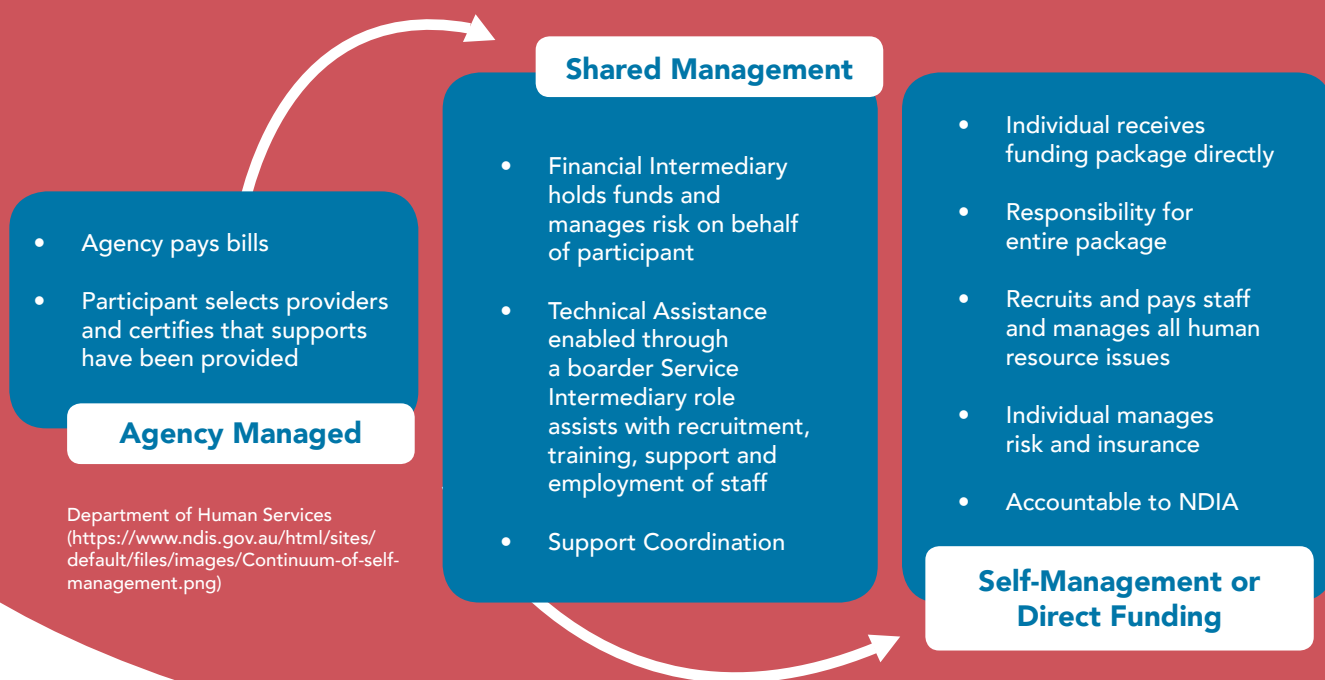 • Agency pays bills
• Participant selects providers
and certifies that supports
have been provided
Agency Managed
Department of Human Services
(https://www.ndis.gov.au/html/sites/
default/files/images/Continuum-of-self-
management.png)
Shared Management
• Financial Intermediary
holds funds and
manages risk on behalf
of participant
• Technical Assistance
enabled through
a boarder Service
Intermediary role
assists with recruitment,
training, support and
employment of staff
• Support Coordination
• Individual receives
funding package directly
• Responsibility for
entire package
• Recruits and pays staff
and manages all human
resource issues
• Individual manages
risk and insurance
• Accountable to NDIA
Self-Management or
Direct Funding